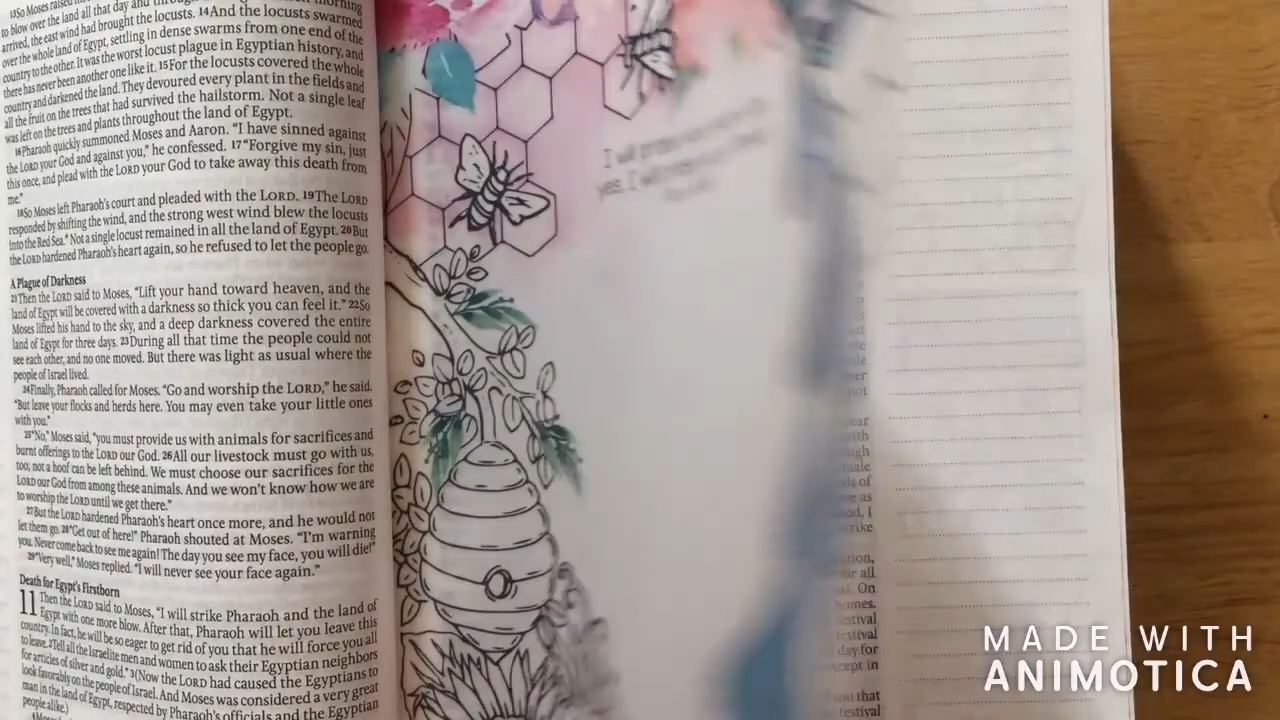 13So Moses raised
to blow over the land all day and through
morning
arrived, the east wind had brought the locusts. 14And the locusts swarmed
over the whole land of Egypt, settling in dense swarms from one end of the
country to the other. It was the worst locust plague in Egyptian history, and
there has never been another one like it. 15For the locusts covered the whole
country and darkened the land. They devoured every plant in the fields and
all the fruit on the trees that had survived the hailstorm. Not a single leaf
was left on the trees and plants throughout the land of Egypt.
16Pharaoh quickly summoned Moses and Aaron. “I have sinned against
the LORD your God and against you,” he confessed. 17“Forgive my sin, just
this once, and plead with the LORD your God to take away this death from
me.”
18So Moses left Pharaoh’s court and pleaded with the LORD. 19The LORD
responded by shifting the wind, and the strong west wind blew the locusts
into the Red Sea.* Not a single locust remained in all the land of Egypt. 20But
the LORD hardened Pharaoh’s heart again, so he refused to let the people go.
A Plague of Darkness
21Then the LORD said to Moses, “Lift your hand toward heaven, and the
land of Egypt will be covered with a darkness so thick you can feel it.” 22So
Moses lifted his hand to the sky, and a deep darkness covered the entire
land of Egypt for three days. 23During all that time the people could not
see each other, and no one moved. But there was light as usual where the
people of Israel lived.
24Finally, Pharaoh called for Moses. “Go and worship the LORD,” he said.
“But leave your flocks and herds here. You may even take your little ones
with you.”
25“No,” Moses said, “you must provide us with animals for sacrifices and
burnt offerings to the LORD our God. 26All our livestock must go with us,
too; not a hoof can be left behind. We must choose our sacrifices for the
LORD our God from among these animals. And we won’t know how we are
to worship the LORD until we get there.”
27But the LORD hardened Pharaoh’s heart once more, and he would not
let them go. 28“Get out of here!” Pharaoh shouted at Moses. “I’m warning
you. Never come back to see me again! The day you see my face, you will die!”
29“Very well,” Moses replied. “I will never see your face again.”
Death for Egypt’s Firstborn
11 Then the LORD said to Moses, “I will strike Pharaoh and the land of
Egypt with one more blow. After that, Pharaoh will let you leave this
country. In fact, he will be so eager to get rid of you that he will force you all
to leave. 2Tell all the Israelite men and women to ask their Egyptian neighbors
for articles of silver and gold.” 3(Now the LORD had caused the Egyptians to
look favorably on the people of Israel. And Moses was considered a very great
man in the land of Egypt, respected by Pharaoh’s officials and the Egyptian
people alike.)
I will
yes, I will
male
as
strike
for all
On
homes.
festival
festival
day for
except in
you that
festival
MADE WITH
ANIMOTICA